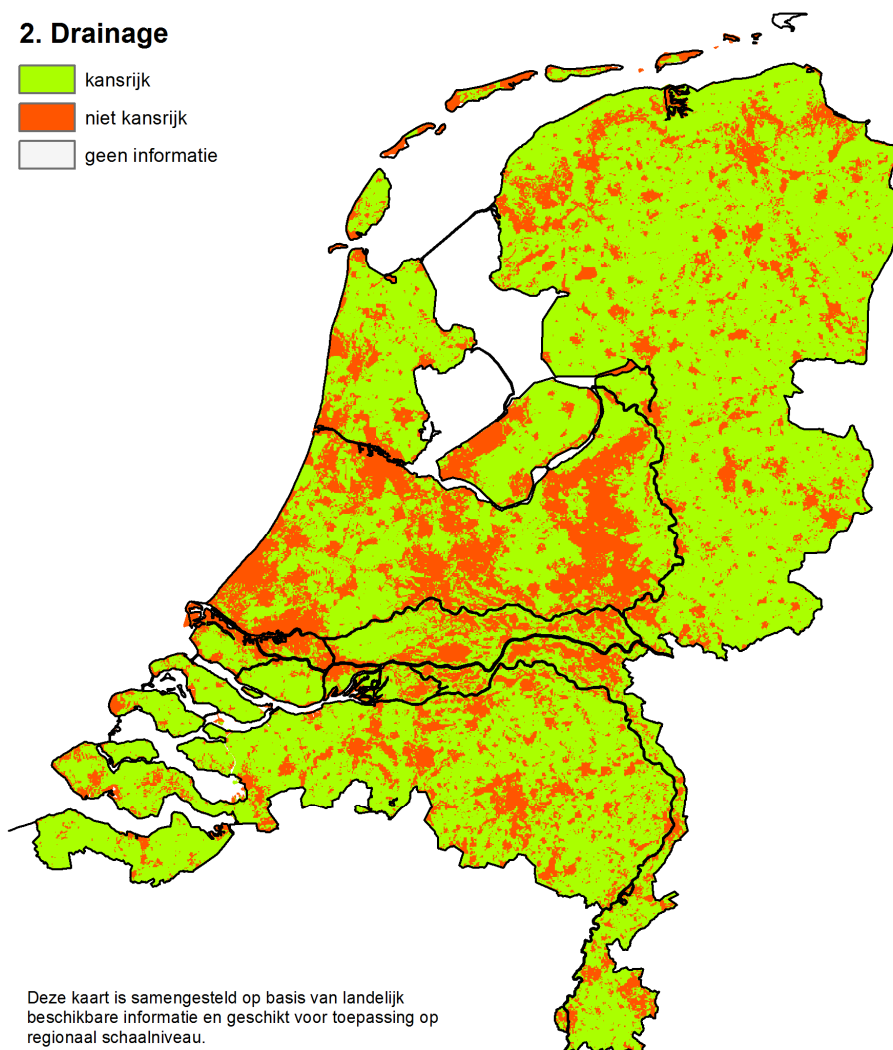 2. Drainage
kansrijk
niet kansrijk
geen informatie
Deze kaart is samengesteld op basis van landelijk
beschikbare informatie en geschikt voor toepassing op
regionaal schaalniveau.